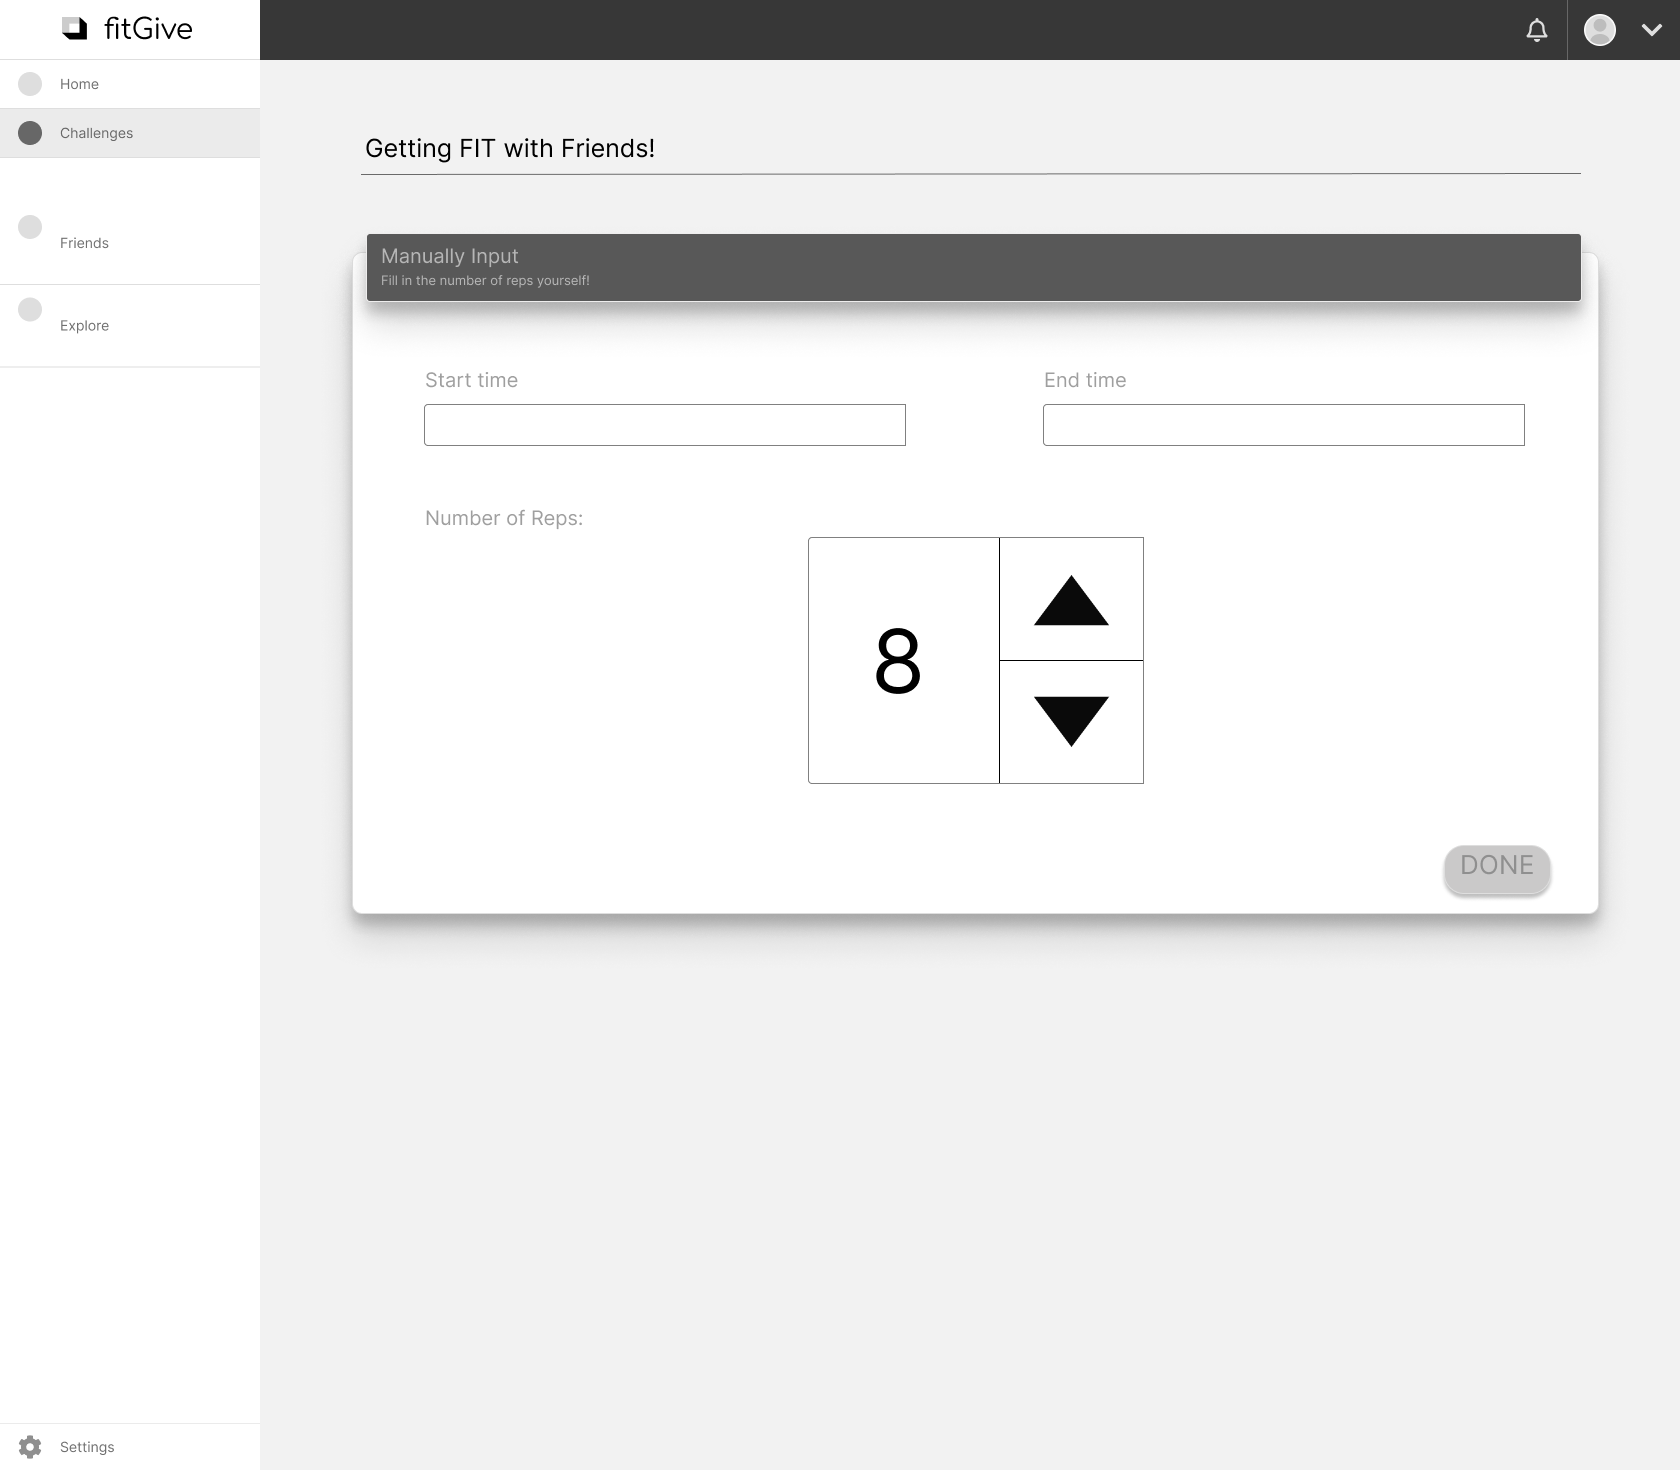 fitGive
Home
Challenges
Friends
Explore
Settings
Getting FIT with Friends!
Manually Input
Fill in the number of reps yourself!
Start time
End time
Number of Reps:
8
DONE